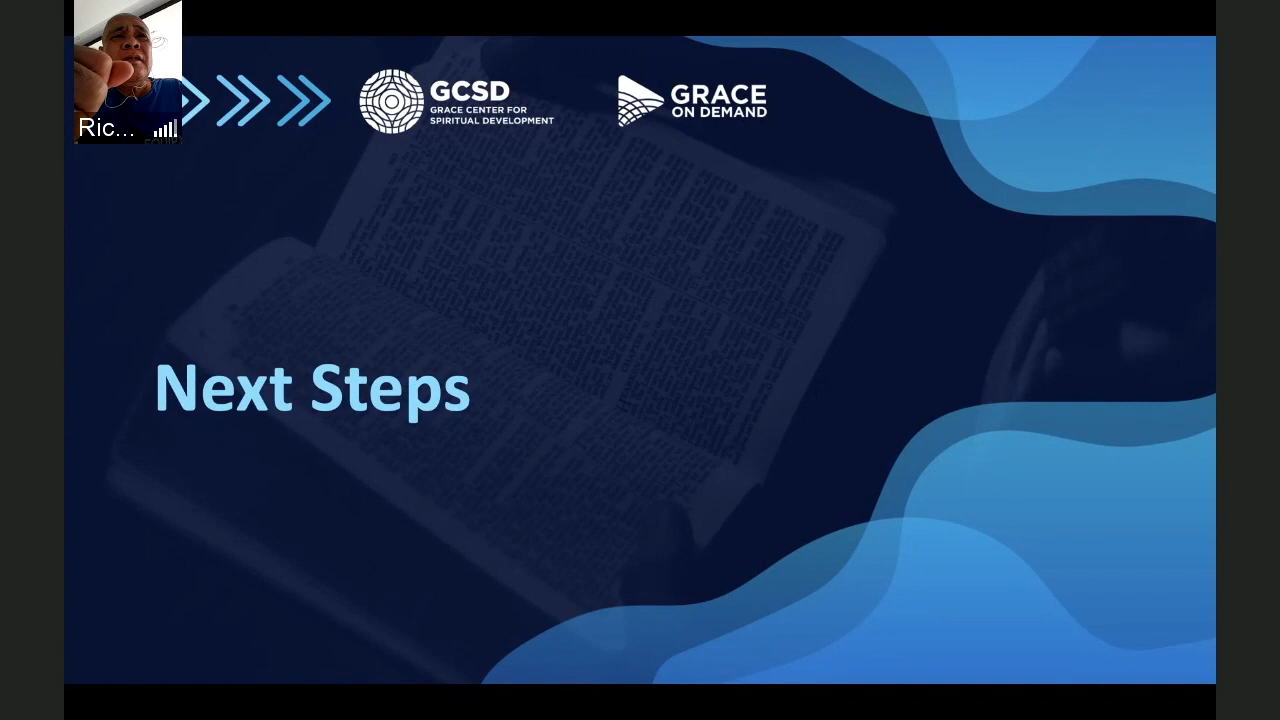 Ric...
GCSD
GRACE CENTER FOR
SPIRITUAL DEVELOPMENT
GRACE
ON DEMAND
Next Steps